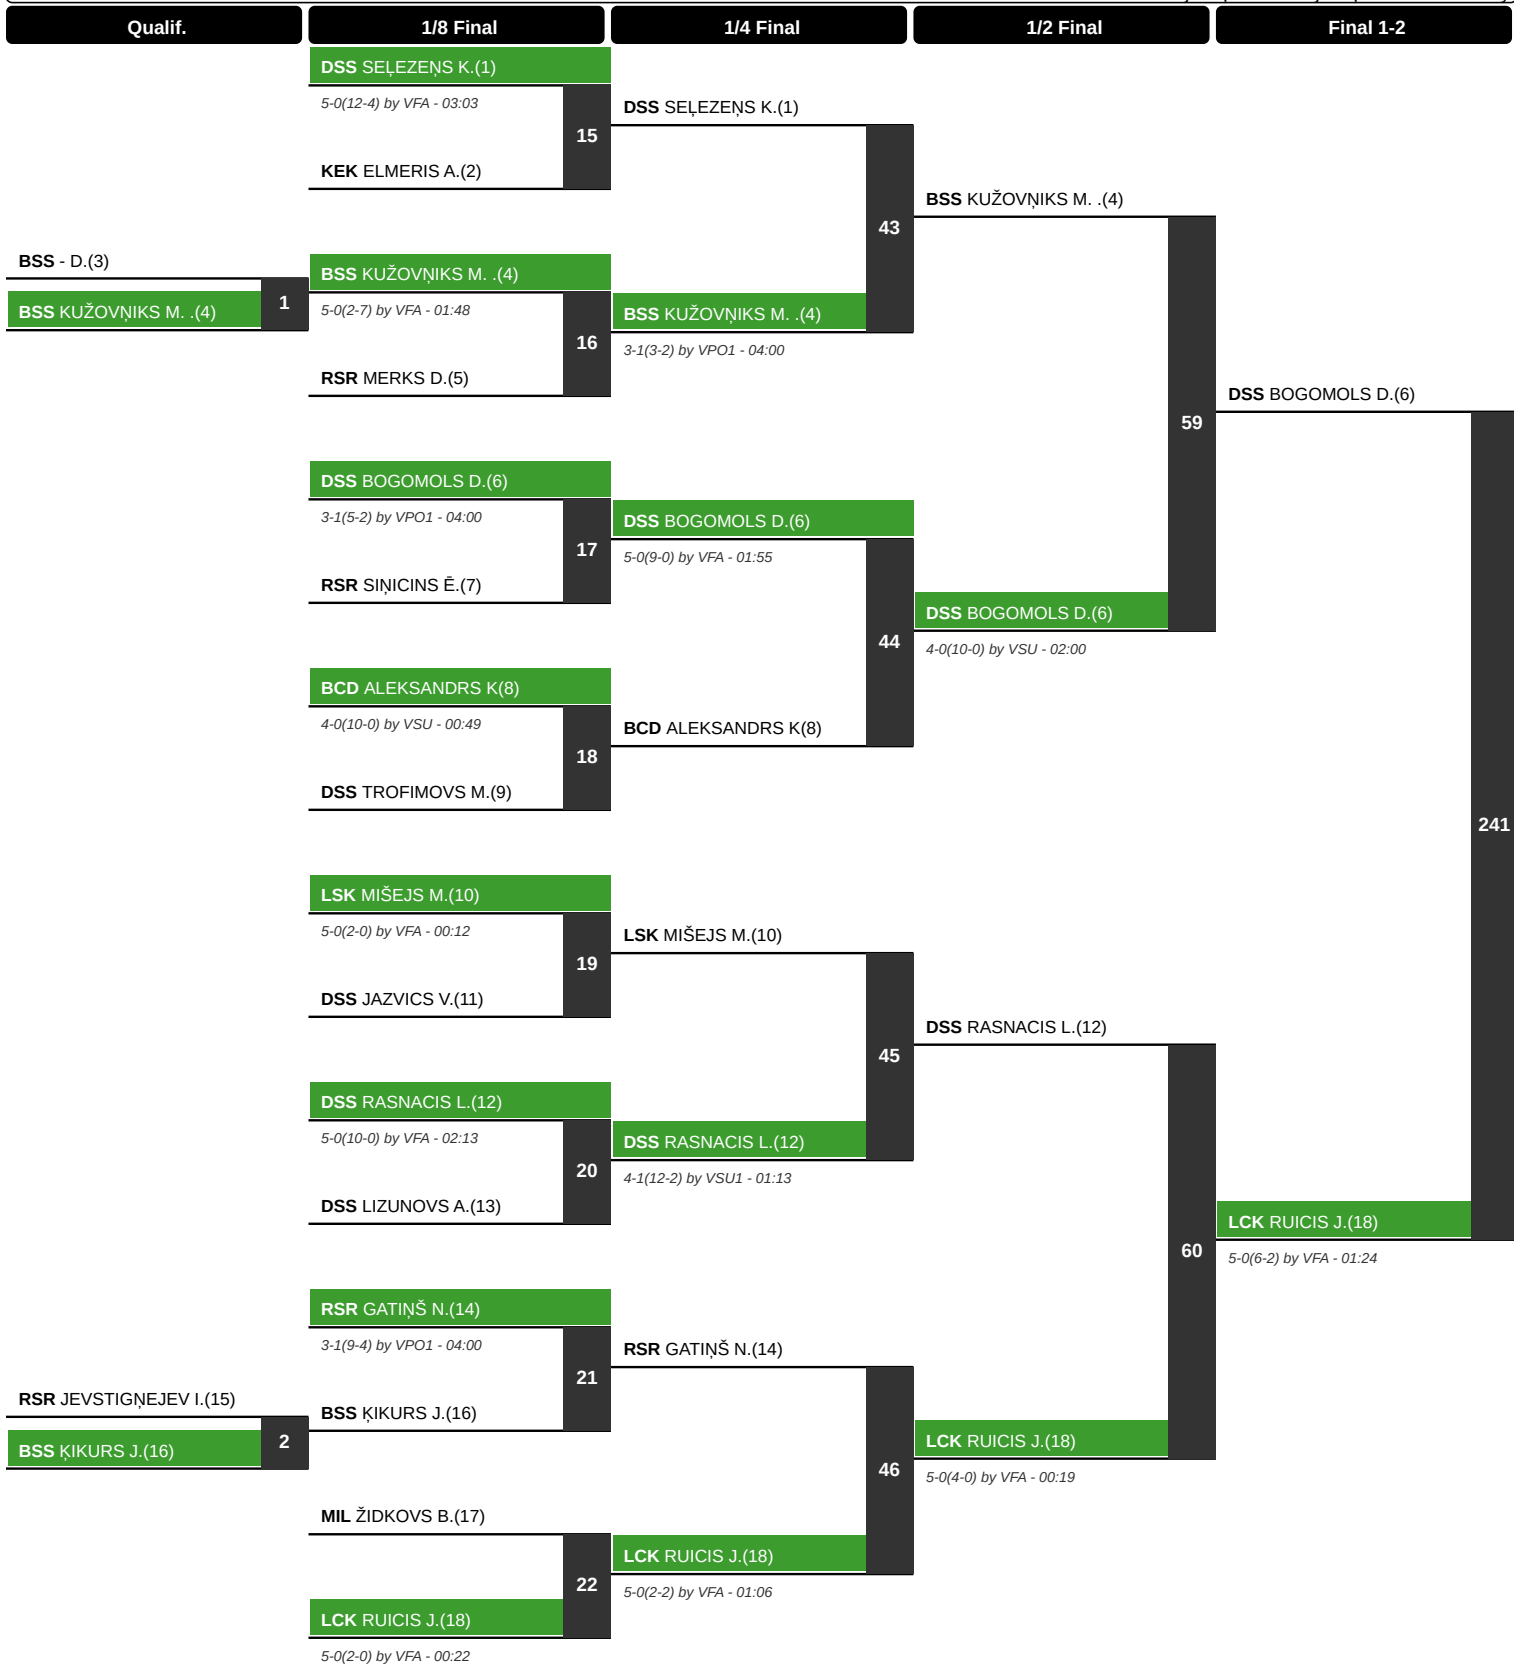 Qualif.
1/8 Final
1/4 Final
1/2 Final
Final 1-2
DSS SEĻEZEŅS K.(1)
5-0(12-4) by VFA - 03:03
15
KEK ELMERIS A.(2)
DSS SEĻEZEŅS K.(1)
43
BSS KUŽOVŅIKS M. .(4)
BSS - D.(3)
1
BSS KUŽOVŅIKS M. .(4)
BSS KUŽOVŅIKS M. .(4)
5-0(2-7) by VFA - 01:48
16
RSR MERKS D.(5)
BSS KUŽOVŅIKS M. .(4)
3-1(3-2) by VPO1 - 04:00
59
DSS BOGOMOLS D.(6)
DSS BOGOMOLS D.(6)
3-1(5-2) by VPO1 - 04:00
17
RSR SIŅICINS Ē.(7)
DSS BOGOMOLS D.(6)
5-0(9-0) by VFA - 01:55
44
DSS BOGOMOLS D.(6)
4-0(10-0) by VSU - 02:00
BCD ALEKSANDRS K(8)
4-0(10-0) by VSU - 00:49
18
DSS TROFIMOVS M.(9)
BCD ALEKSANDRS K(8)
241
LSK MIŠEJS M.(10)
5-0(2-0) by VFA - 00:12
19
DSS JAZVICS V.(11)
LSK MIŠEJS M.(10)
45
DSS RASNACIS L.(12)
DSS RASNACIS L.(12)
5-0(10-0) by VFA - 02:13
20
DSS LIZUNOVS A.(13)
DSS RASNACIS L.(12)
4-1(12-2) by VSU1 - 01:13
60
LCK RUICIS J.(18)
5-0(6-2) by VFA - 01:24
RSR GATIŅŠ N.(14)
3-1(9-4) by VPO1 - 04:00
21
BSS ĶIKURS J.(16)
RSR GATIŅŠ N.(14)
RSR JEVSTIGŅEJEV I.(15)
2
BSS ĶIKURS J.(16)
46
LCK RUICIS J.(18)
5-0(4-0) by VFA - 00:19
MIL ŽIDKOVS B.(17)
22
LCK RUICIS J.(18)
5-0(2-0) by VFA - 00:22
LCK RUICIS J.(18)
5-0(2-2) by VFA - 01:06